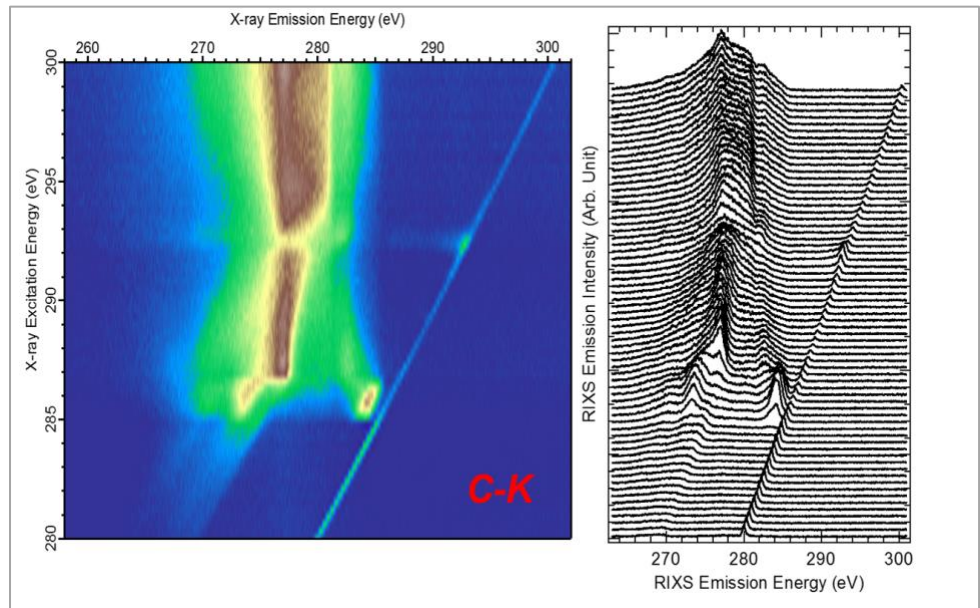 X-ray Emission Energy (eV)
260 270 280 290 300
X-ray Excitation Energy (eV)
300
295
290
285
280
C-K
RIXS Emission Intensity (Arb. Unit)
270 280 290 300
RIXS Emission Energy (eV)